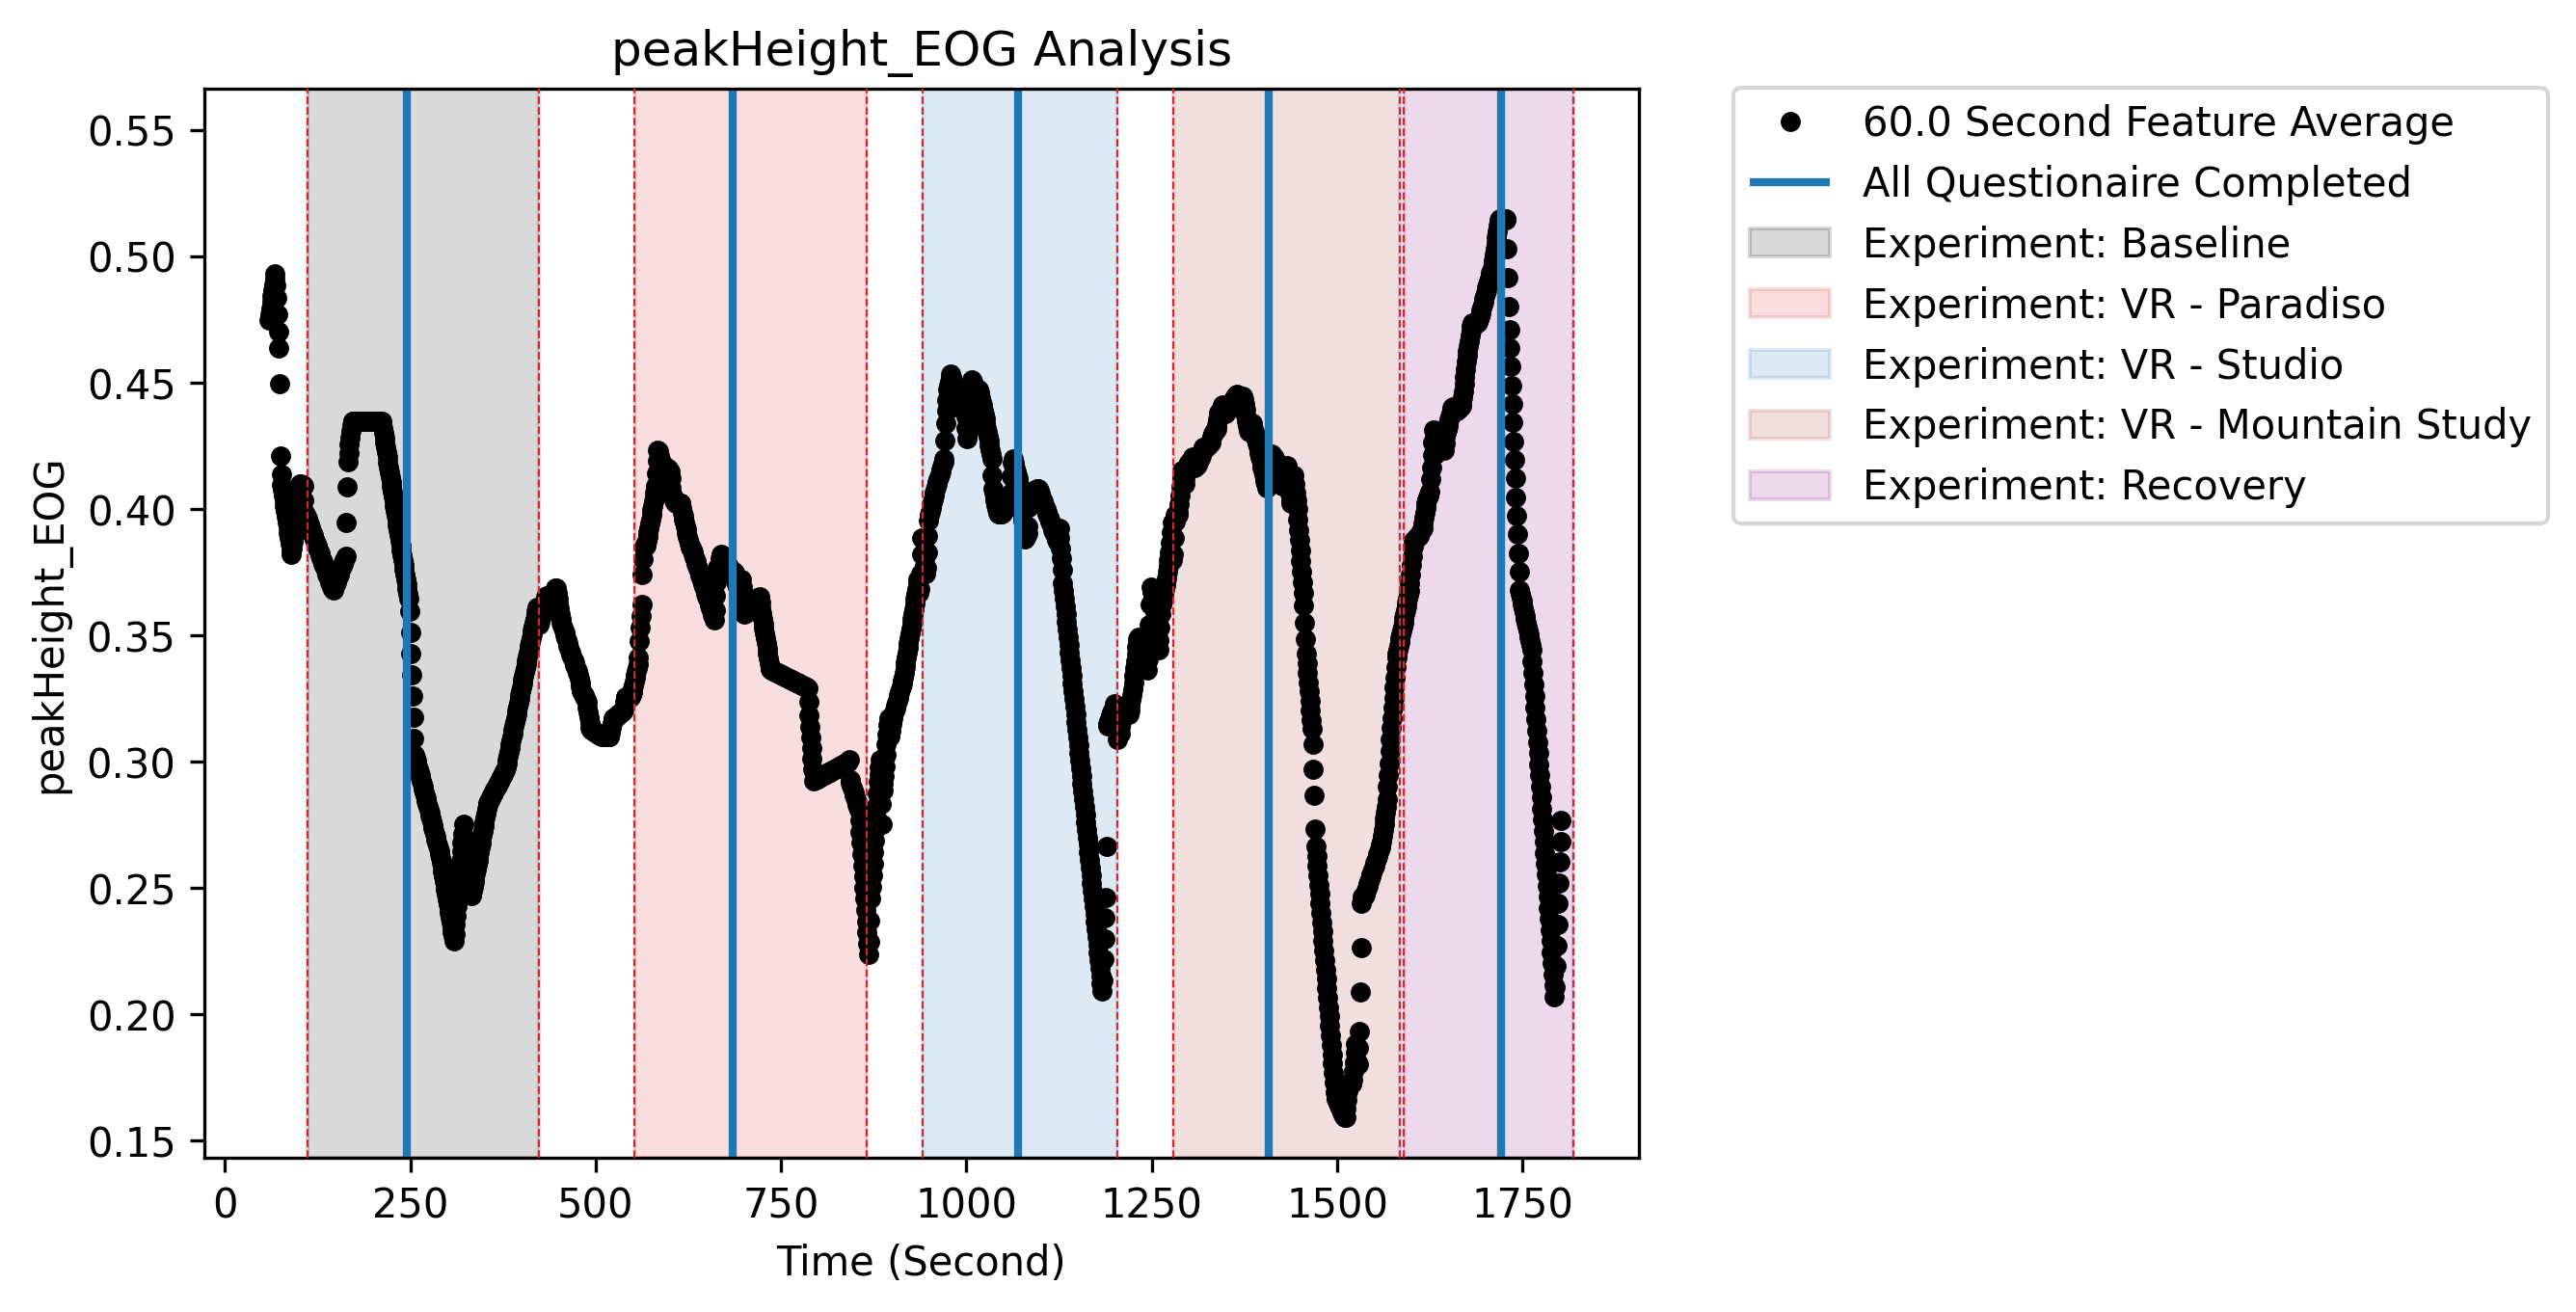 peakHeight_EOG Analysis
0.55
0.50
0.45
0.40
0.35
0.30
0.25
0.20
0.15
peakHeight_EOG
0 250 500 750 1000 1250 1500 1750
Time (Second)
60.0 Second Feature Average
All Questionaire Completed
Experiment: Baseline
Experiment: VR - Paradiso
Experiment: VR - Studio
Experiment: VR - Mountain Study
Experiment: Recovery